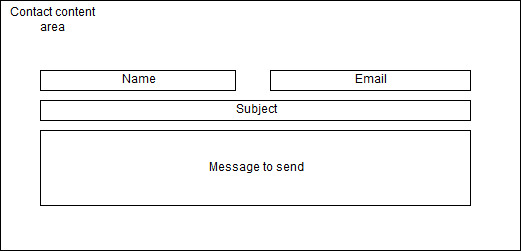 Contact content
area
Name
Email
Subject
Message to send